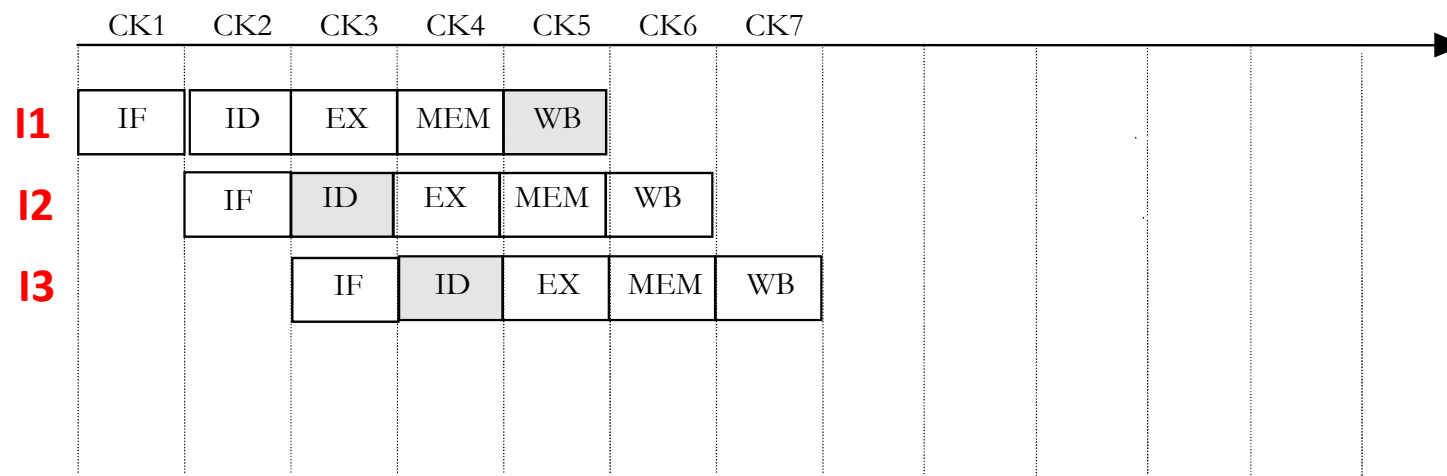 CK1 CK2 CK3 CK4 CK5 CK6 CK7
I1 IF ID EX MEM WB
I2 IF ID EX MEM WB
I3 IF ID EX MEM WB